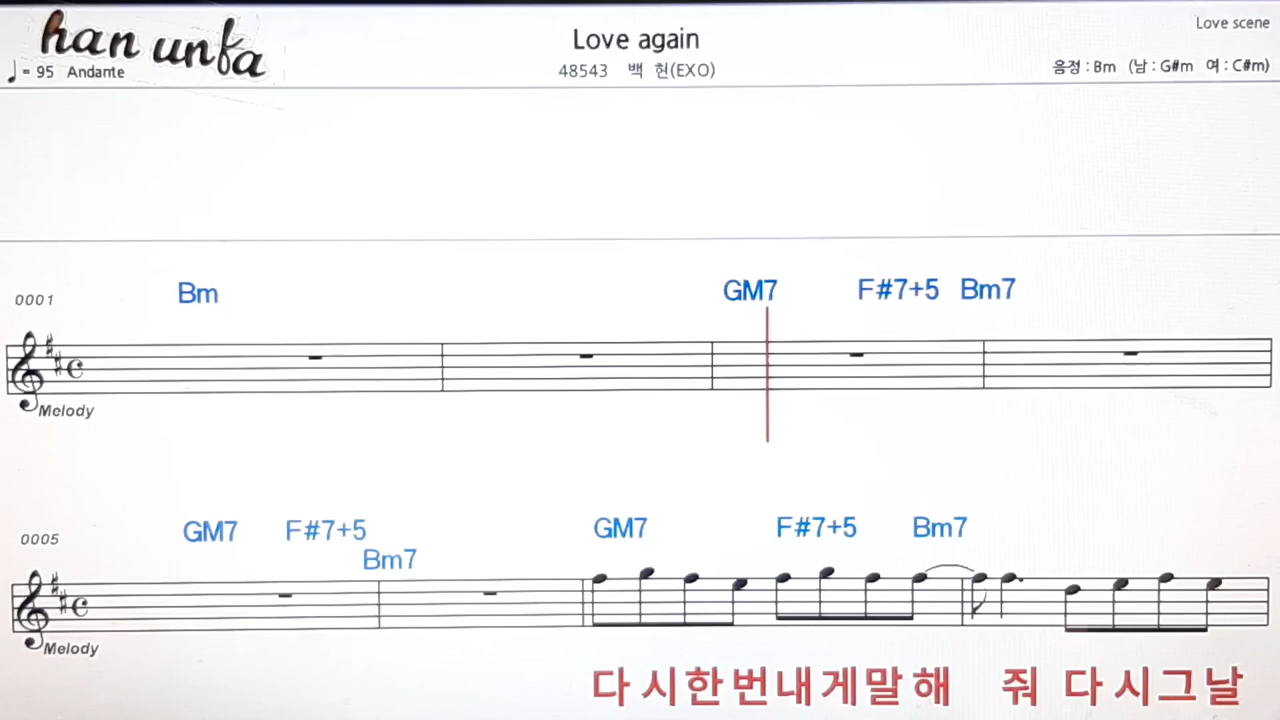 han unfa
Love again
Love scene
♩= 95 Andante
48543 백 현(EXO)
음정 : Bm (남 : G#m 여 : C#m)
0001
Bm GM7 F#7+5 Bm7
Melody
0005
GM7 F#7+5 Bm7 GM7 F#7+5 Bm7
Melody
다시한번내게말해 줘 다시그날